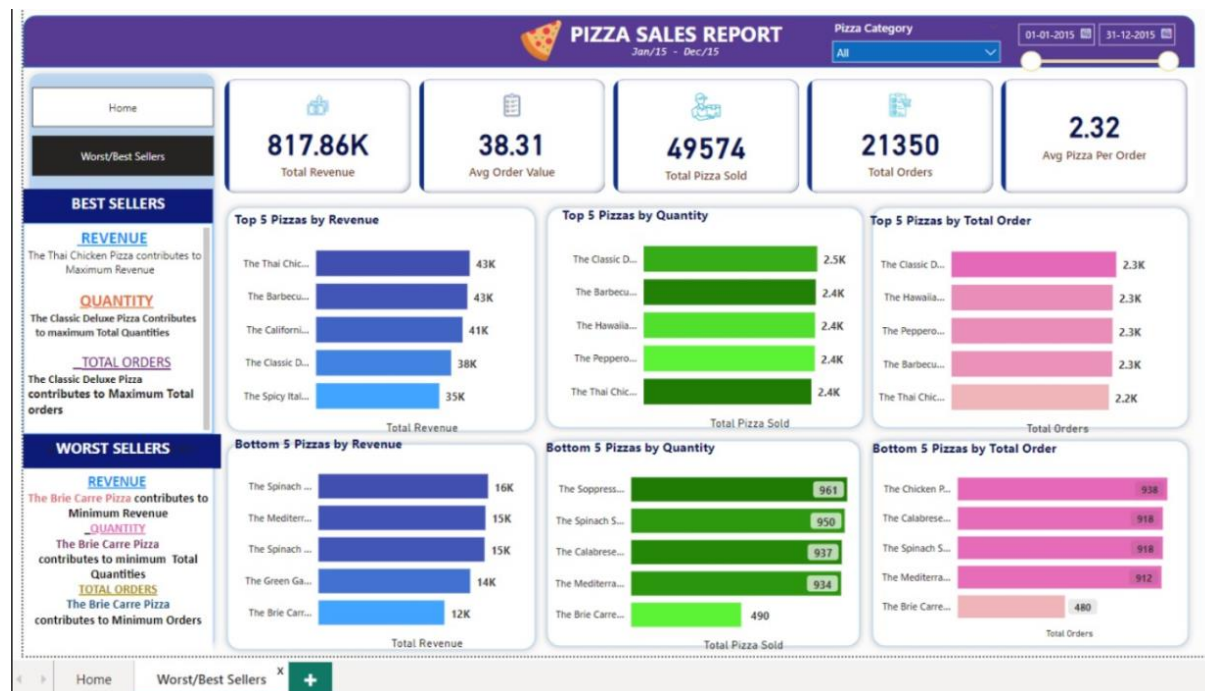 PIZZA SALES REPORT
Jan/15 - Dec/15
Pizza Category
All
01-01-2015
31-12-2015
Home
Worst/Best Sellers
817.86K
Total Revenue
38.31
Avg Order Value
49574
Total Pizza Sold
21350
Total Orders
2.32
Avg Pizza Per Order
BEST SELLERS
REVENUE
The Thai Chicken Pizza contributes to
Maximum Revenue
QUANTITY
The Classic Deluxe Pizza Contributes
to maximum Total Quantities
TOTAL ORDERS
The Classic Deluxe Pizza
contributes to Maximum Total
orders
Top 5 Pizzas by Revenue
The Thai Chic... 43K
The Barbecu... 43K
The Californi... 41K
The Classic D... 38K
The Spicy Ital... 35K
Total Revenue
Top 5 Pizzas by Quantity
The Classic D... 2.5K
The Barbecu... 2.4K
The Hawaiia... 2.4K
The Peppero... 2.4K
The Thai Chic... 2.4K
Total Pizza Sold
Top 5 Pizzas by Total Order
The Classic D... 2.3K
The Hawaiia... 2.3K
The Peppero... 2.3K
The Barbecu... 2.3K
The Thai Chic... 2.2K
Total Orders
WORST SELLERS
REVENUE
The Brie Carre Pizza contributes to
Minimum Revenue
QUANTITY
The Brie Carre Pizza
contributes to minimum Total
Quantities
TOTAL ORDERS
The Brie Carre Pizza
contributes to Minimum Orders
Bottom 5 Pizzas by Revenue
The Spinach ... 16K
The Mediterr... 15K
The Spinach ... 15K
The Green Ga... 14K
The Brie Carr... 12K
Total Revenue
Bottom 5 Pizzas by Quantity
The Soppress... 961
The Spinach S... 950
The Calabrese... 937
The Mediterra... 934
The Brie Carre... 490
Total Pizza Sold
Bottom 5 Pizzas by Total Order
The Chicken P... 938
The Calabrese... 918
The Spinach S... 918
The Mediterra... 912
The Brie Carre... 480
Total Orders
Home
Worst/Best Sellers X
+